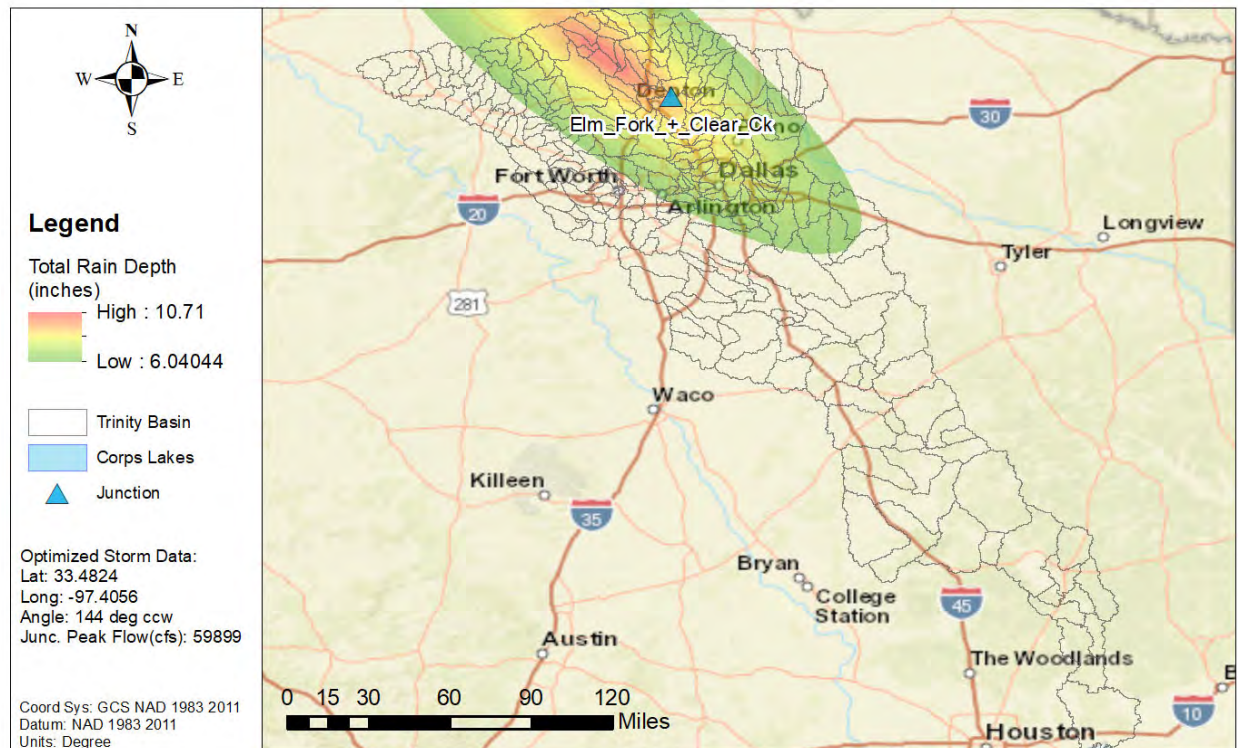 N
W
E
S
Legend
Total Rain Depth
(inches)
High : 10.71
Low : 6.04044
Trinity Basin
Corps Lakes
Junction
Optimized Storm Data:
Lat: 33.4824
Long: -97.4056
Angle: 144 deg ccw
Junc. Peak Flow(cfs): 59899
Coord Sys: GCS NAD 1983 2011
Datum: NAD 1983 2011
Units: Degree
Denton
Elm_Fork_+_Clear_Ck
no
30
Dallas
Fort Worth
Arlington
20
Longview
Tyler
281
Waco
Killeen
35
Bryan
College
Station
45
Austin
The Woodlands
B
10
Houston
0 15 30 60 90 120
Miles